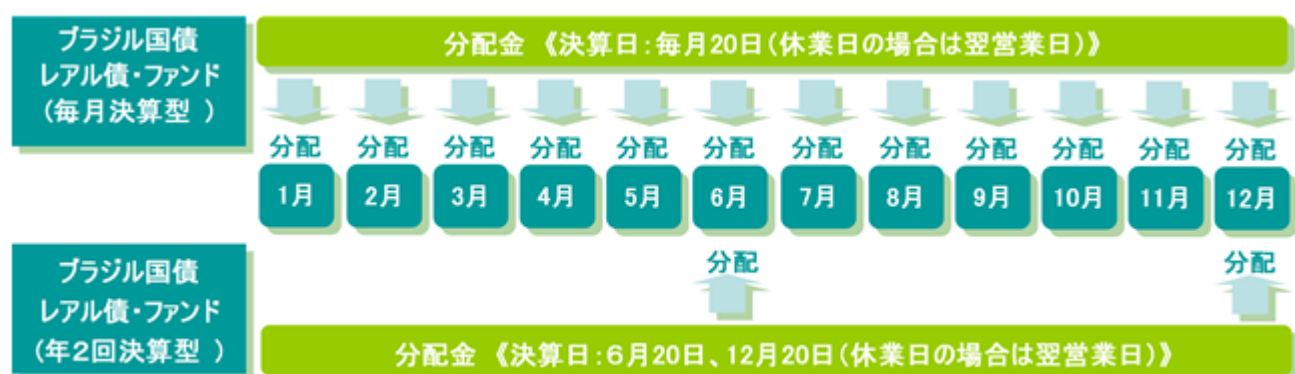 ブラジル国債
レアル債・ファンド
(毎月決算型 )
分配金 《決算日:毎月20日(休業日の場合は翌営業日)》
分配 分配 分配 分配 分配 分配 分配 分配 分配 分配 分配 分配
1月 2月 3月 4月 5月 6月 7月 8月 9月 10月 11月 12月
ブラジル国債
レアル債・ファンド
(年2回決算型 )
分配 分配
分配金 《決算日:6月20日、12月20日(休業日の場合は翌営業日)》